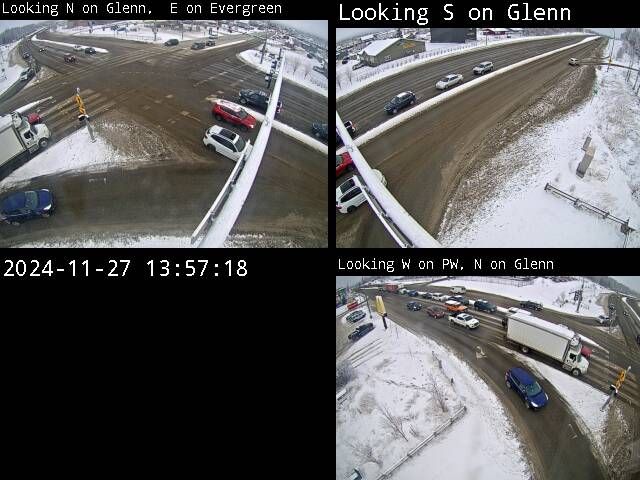 Looking N on Glenn, E on Evergreen
Looking S on Glenn
2024-11-27 13:57:18
Looking W on PW, N on Glenn